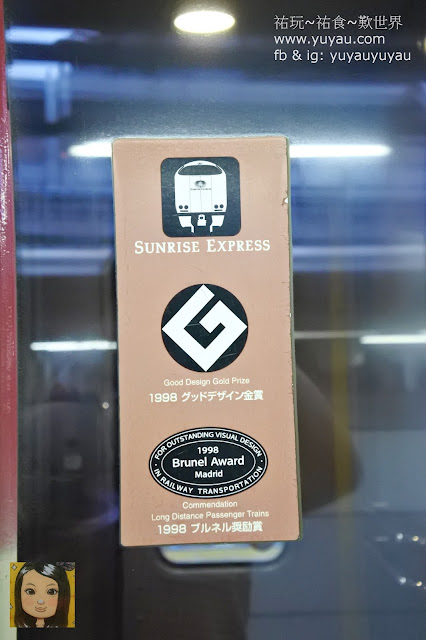 祐玩~祐食~歎世界
www.yuyau.com
fb & ig: yuyauyuyau
SUNRISE EXPRESS
G
Good Design Gold Prize
1998 グッドデザイン金賞
FOR OUTSTANDING VISUAL DESIGN
1998
Brunel Award
Madrid
IN RAILWAY TRANSPORTATION
Commendation
Long Distance Passenger Trains
1998 ブルネル奨励賞